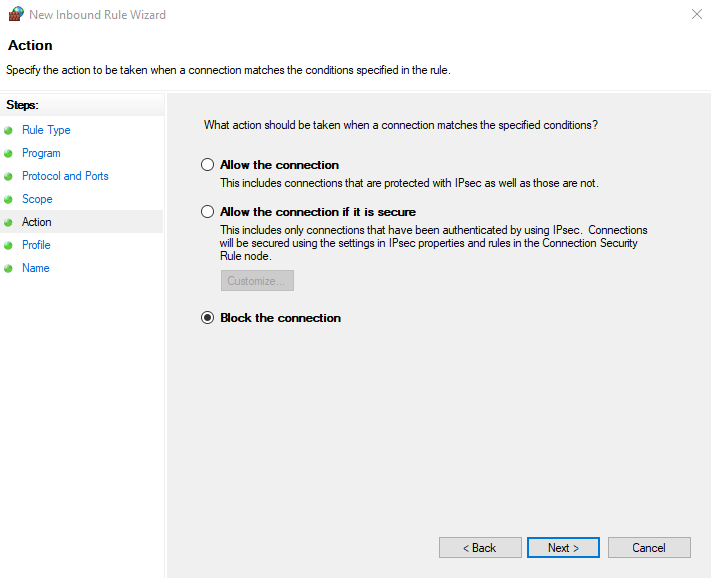 New Inbound Rule Wizard
Action
Specify the action to be taken when a connection matches the conditions specified in the rule.
Steps:
Rule Type
Program
Protocol and Ports
Scope
Action
Profile
Name
What action should be taken when a connection matches the specified conditions?
Allow the connection
This includes connections that are protected with IPsec as well as those are not.
Allow the connection if it is secure
This includes only connections that have been authenticated by using IPsec. Connections
will be secured using the settings in IPsec properties and rules in the Connection Security
Rule node.
Customize...
Block the connection
< Back
Next >
Cancel